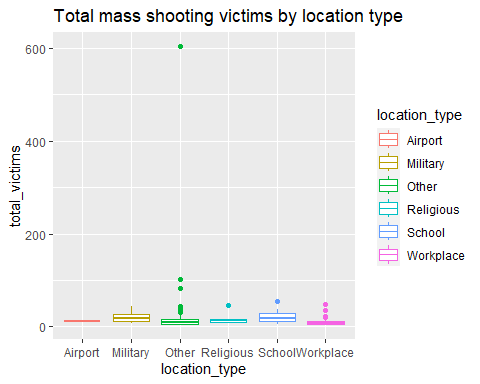 Total mass shooting victims by location type
total_victims
600
400
200
0
Airport Military Other Religious School Workplace
location_type
location_type
Airport
Military
Other
Religious
School
Workplace